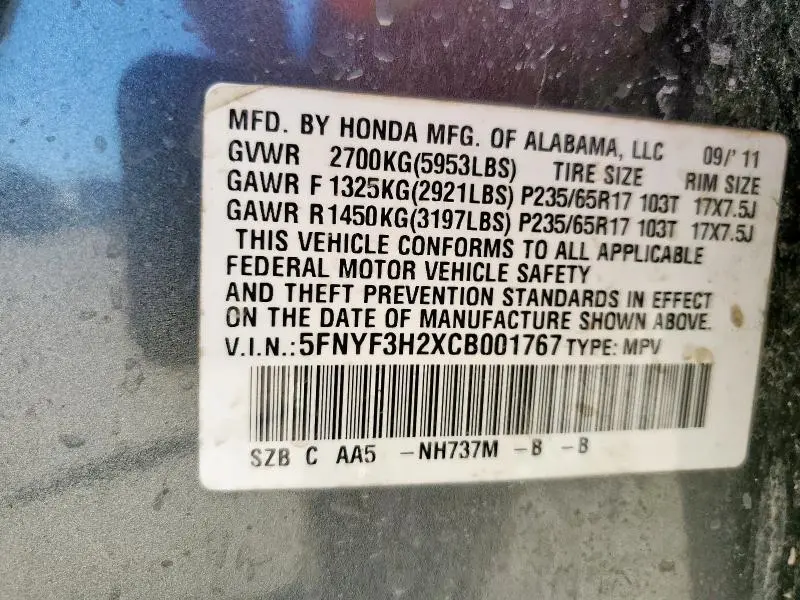 MFD. BY HONDA MFG. OF ALABAMA, LLC 09/'11
GVWR 2700KG(5953LBS) TIRE SIZE RIM SIZE
GAWR F 1325KG(2921LBS) P235/65R17 103T 17X7.5J
GAWR R 1450KG(3197LBS) P235/65R17 103T 17X7.5J
THIS VEHICLE CONFORMS TO ALL APPLICABLE
FEDERAL MOTOR VEHICLE SAFETY
AND THEFT PREVENTION STANDARDS IN EFFECT
ON THE DATE OF MANUFACTURE SHOWN ABOVE.
V.I.N.: 5FNYF3H2XCB001767 TYPE: MPV
SZB C AA5 -NH737M -B -B